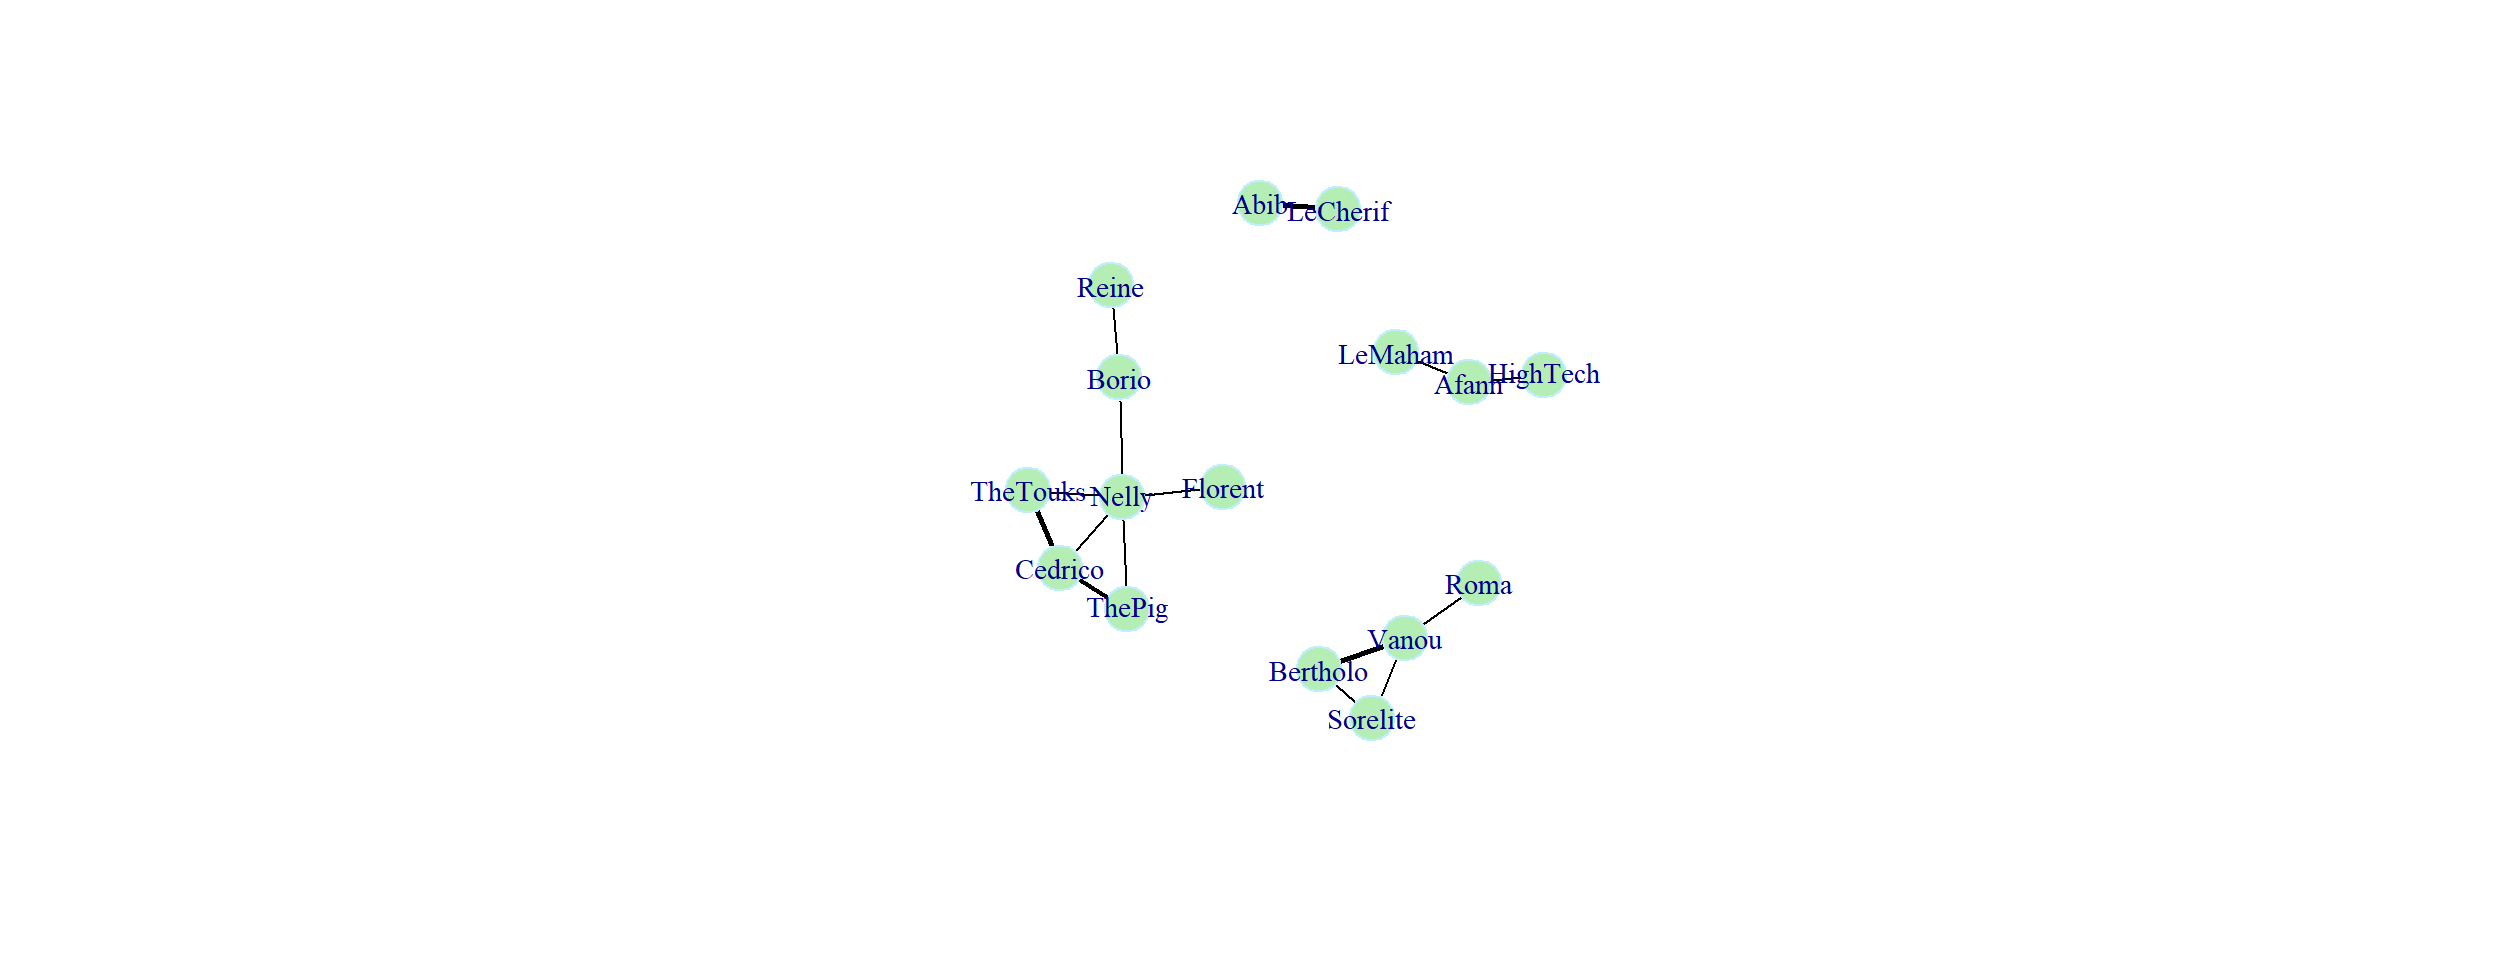 Abib
LeCherif
Reine
LeMaham
HighTech
Borio
Afann
TheTouks
Nelly
Florent
Cedrico
ThePig
Roma
Vanou
Bertholo
Sorelite